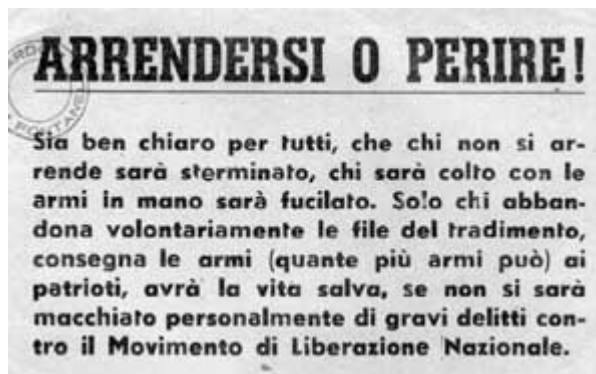 ARRENDERSI O PERIRE!
Sia ben chiaro per tutti, che chi non si ar-
rende sarà sterminato, chi sarà colto con le
armi in mano sarà fucilato. Solo chi abban-
dona volontariamente le file del tradimento,
consegna le armi (quante più armi può) ai
patrioti, avrà la vita salva, se non si sarà
macchiato personalmente di gravi delitti con-
tro il Movimento di Liberazione Nazionale.